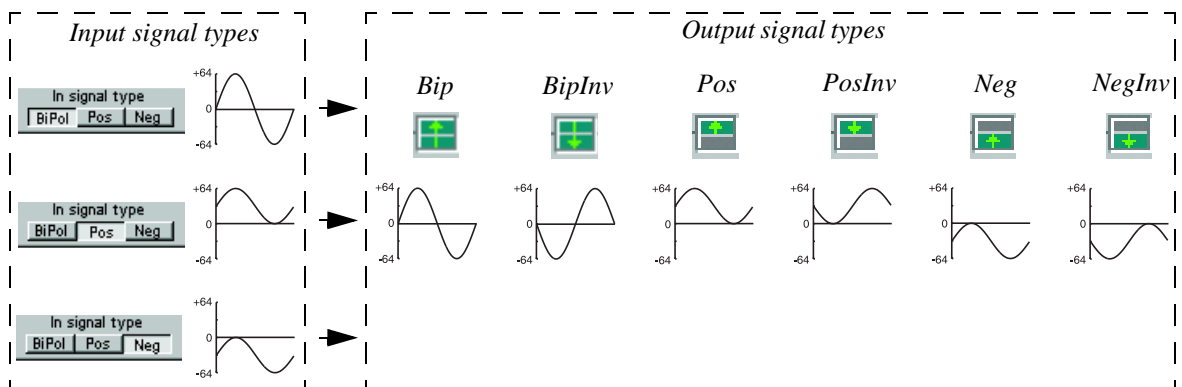 Input signal types
Output signal types
In signal type
BiPol Pos Neg
+64
0
-64
Bip BipInv Pos PosInv Neg NegInv
In signal type
BiPol Pos Neg
+64
0
-64
+64 +64 +64 +64 +64 +64
0 0 0 0 0 0
-64 -64 -64 -64 -64 -64
In signal type
BiPol Pos Neg
+64
0
-64